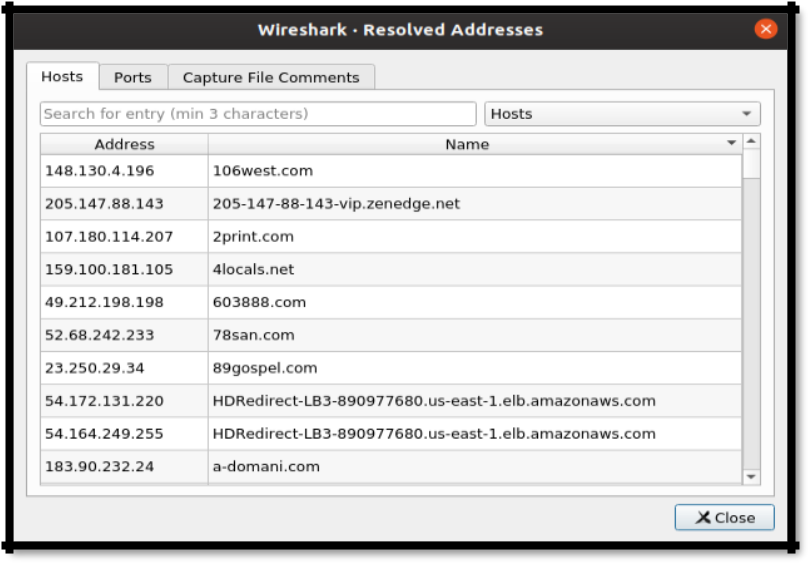 Wireshark · Resolved Addresses
Hosts Ports Capture File Comments
Search for entry (min 3 characters) Hosts
Address Name
148.130.4.196 106west.com
205.147.88.143 205-147-88-143-vip.zenedge.net
107.180.114.207 2print.com
159.100.181.105 4locals.net
49.212.198.198 603888.com
52.68.242.233 78san.com
23.250.29.34 89gospel.com
54.172.131.220 HDRedirect-LB3-890977680.us-east-1.elb.amazonaws.com
54.164.249.255 HDRedirect-LB3-890977680.us-east-1.elb.amazonaws.com
183.90.232.24 a-domani.com
Close